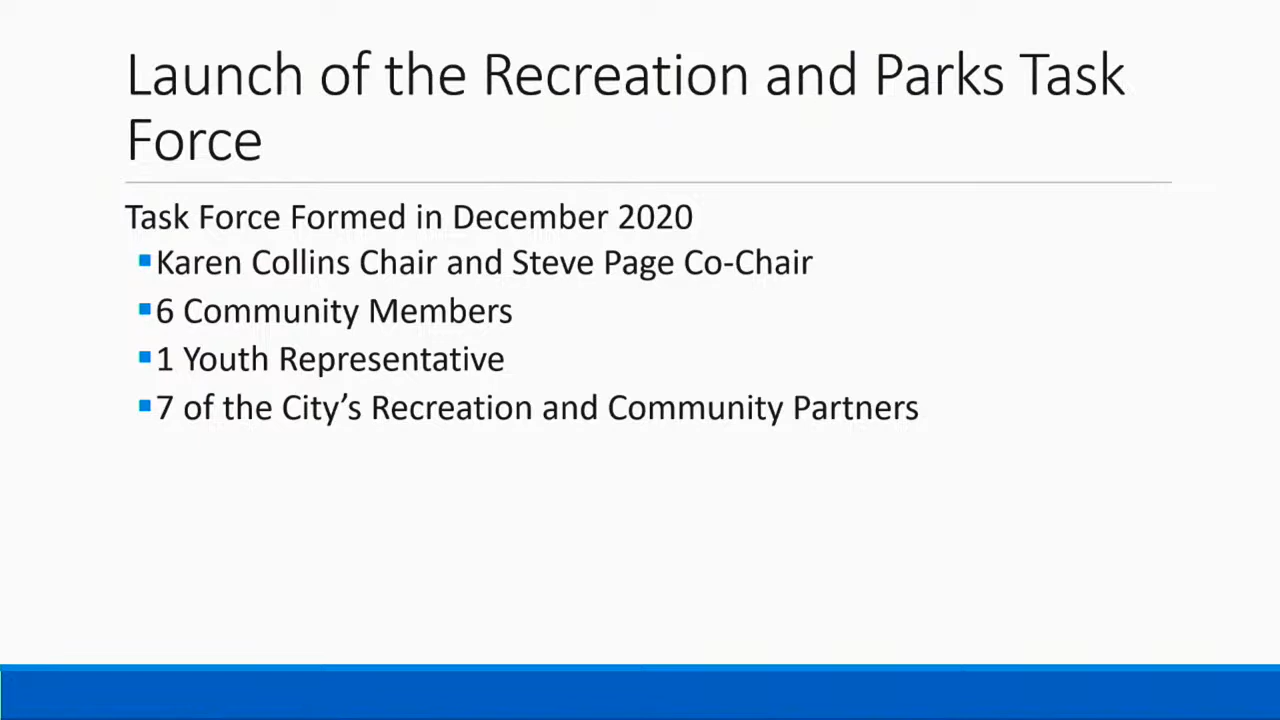 Launch of the Recreation and Parks Task
Force
Task Force Formed in December 2020
▪Karen Collins Chair and Steve Page Co-Chair
▪6 Community Members
▪1 Youth Representative
▪7 of the City’s Recreation and Community Partners